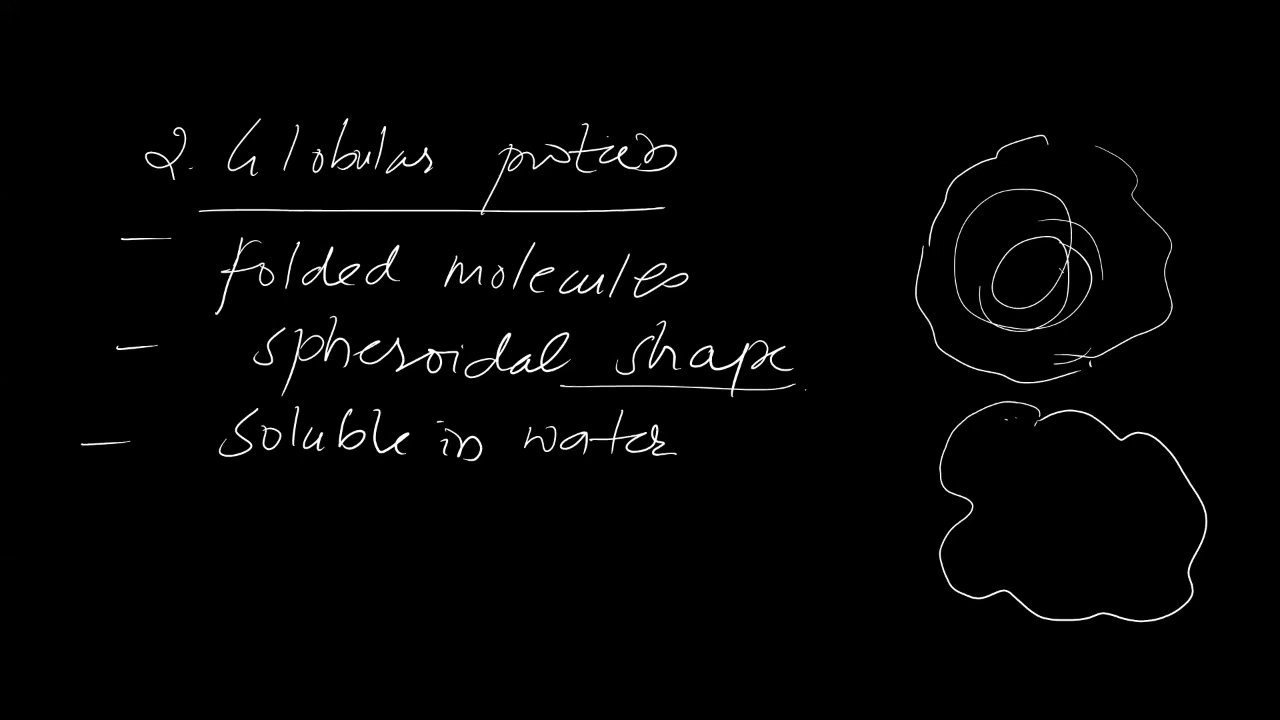 2. Globular proteins
- folded molecules
- spheroidal shape
- soluble in water